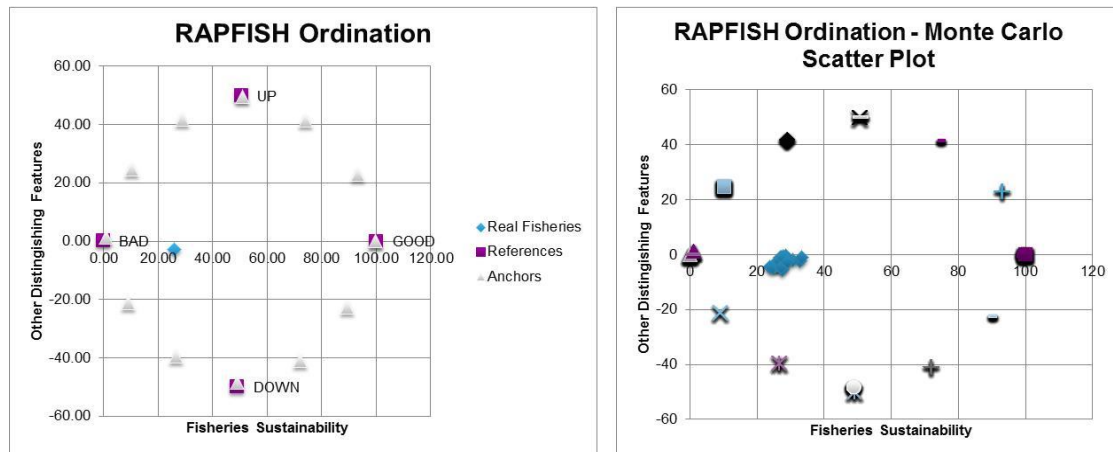 RAPFISH Ordination
60.00
UP
40.00
20.00
0.00
BAD
GOOD
0.00 20.00 40.00 60.00 80.00 100.00 120.00
-20.00
-40.00
DOWN
-60.00
Other Distingishing Features
Fisheries Sustainability
Real Fisheries
References
Anchors
RAPFISH Ordination - Monte Carlo
Scatter Plot
60
40
20
0
0 20 40 60 80 100 120
-20
-40
-60
Other Distingishing Features
Fisheries Sustainability